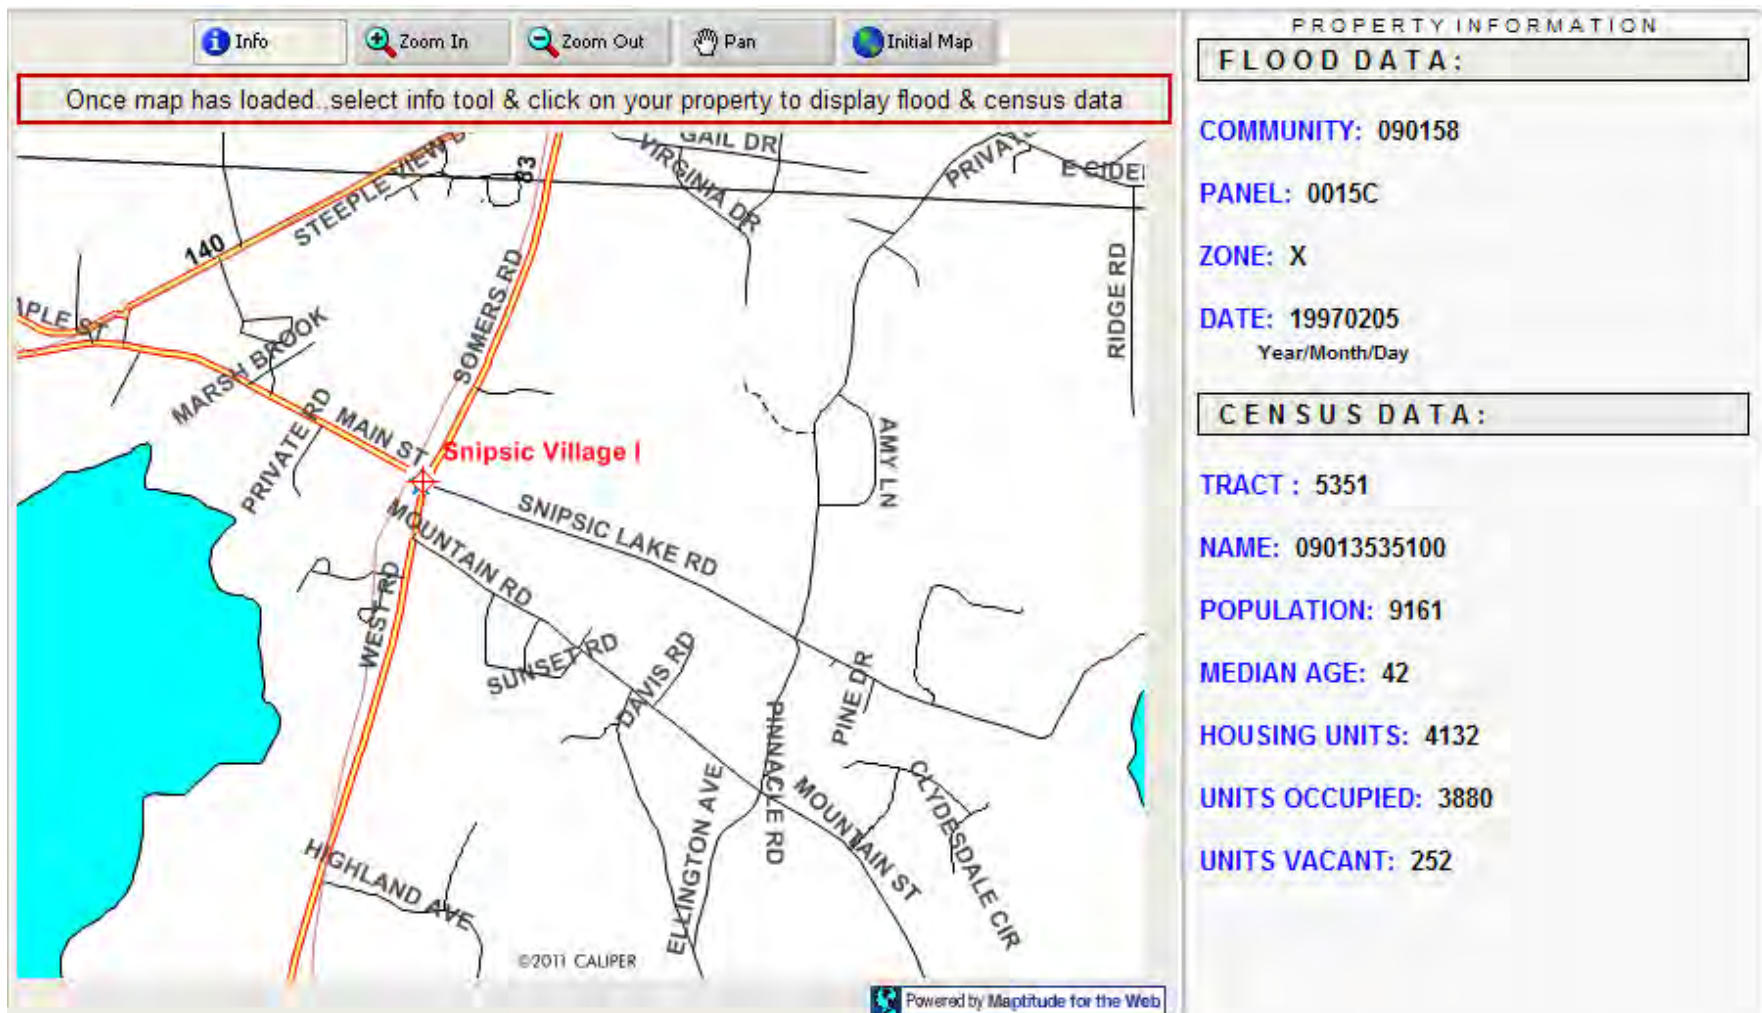 Info
Zoom In
Zoom Out
Pan
Initial Map
Once map has loaded..select info tool & click on your property to display flood & census data
GAIL DR
VIRGINIA DR
STEEPLE VIEW D
83
E CIDE
140
SOMERS RD
RIDGE RD
APLE ST
MARSH BROOK
PRIVATE RD
MAIN ST
Snipsic Village I
AMY LN
SNIPSIC LAKE RD
MOUNTAIN RD
WEST RD
SUNSET RD
DAVIS RD
PINE DR
PINNACLE RD
ELLINGTON AVE
MOUNTAIN ST
CLYDESDALE CIR
HIGHLAND AVE
©2011 CALIPER
Powered by Maptitude for the Web
PROPERTY INFORMATION
FLOOD DATA:
COMMUNITY: 090158
PANEL: 0015C
ZONE: X
DATE: 19970205
Year/Month/Day
CENSUS DATA:
TRACT : 5351
NAME: 09013535100
POPULATION: 9161
MEDIAN AGE: 42
HOUSING UNITS: 4132
UNITS OCCUPIED: 3880
UNITS VACANT: 252